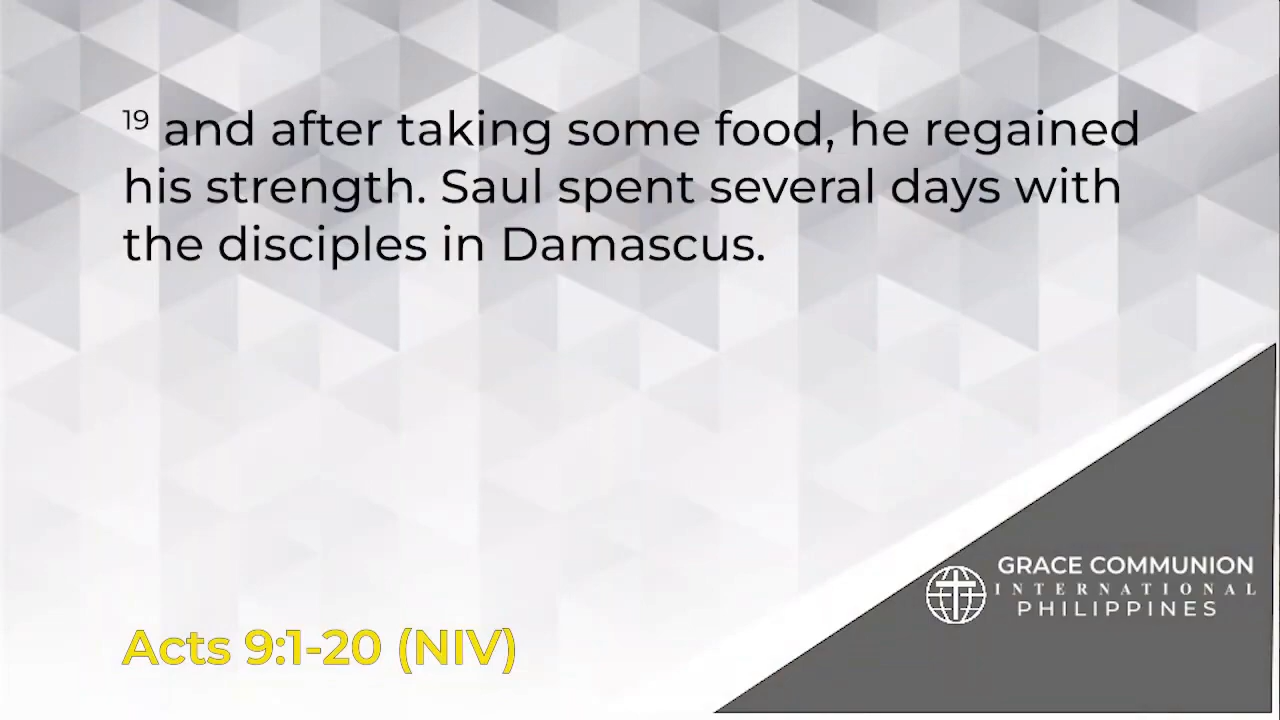 19 and after taking some food, he regained
his strength. Saul spent several days with
the disciples in Damascus.
GRACE COMMUNION
INTERNATIONAL
PHILIPPINES
Acts 9:1-20 (NIV)